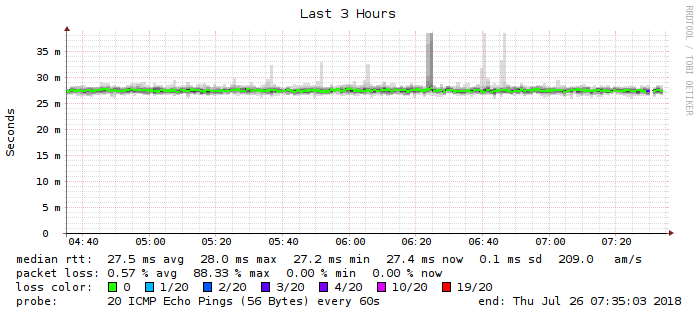 Last 3 Hours
RRDTOOL / TOBI OETIKER
Seconds
35 m
30 m
25 m
20 m
15 m
10 m
5 m
0
04:40 05:00 05:20 05:40 06:00 06:20 06:40 07:00 07:20
median rtt: 27.5 ms avg 28.0 ms max 27.2 ms min 27.4 ms now 0.1 ms sd 209.0 am/s
packet loss: 0.57 % avg 88.33 % max 0.00 % min 0.00 % now
loss color: 0 1/20 2/20 3/20 4/20 10/20 19/20
probe: 20 ICMP Echo Pings (56 Bytes) every 60s end: Thu Jul 26 07:35:03 2018